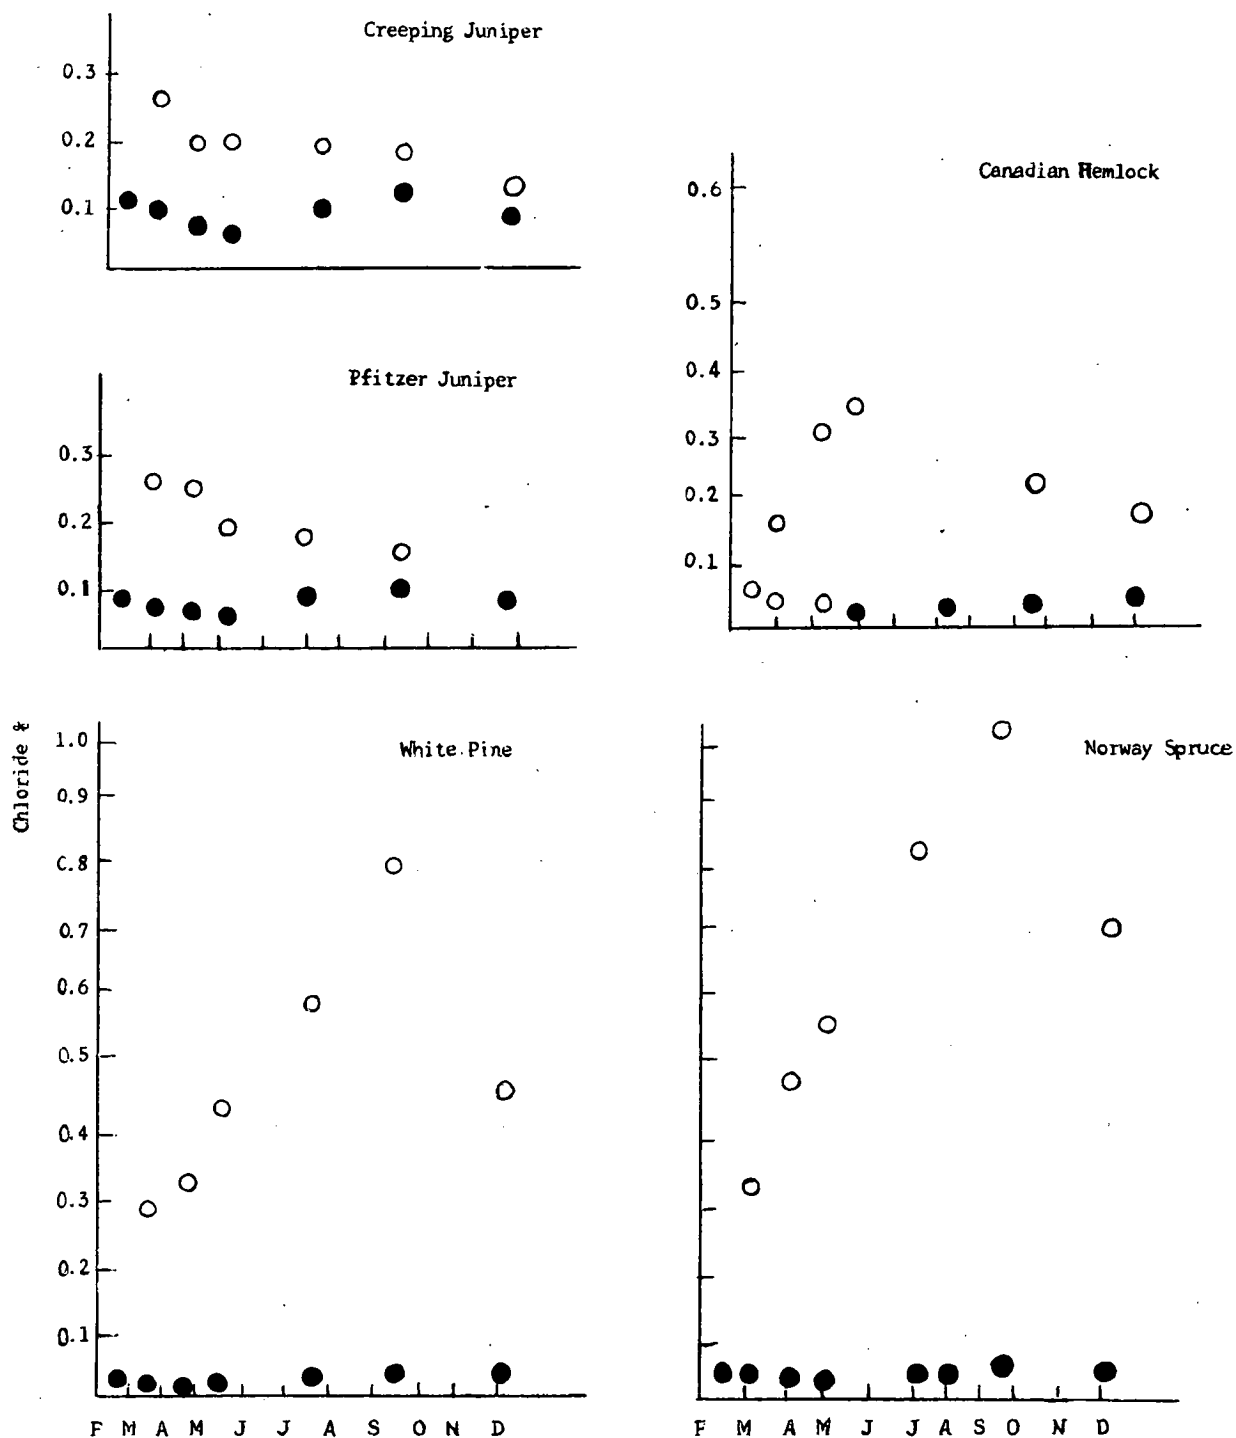 Creeping Juniper
0.3
0.2
0.1
Canadian Hemlock
0.6
0.5
0.4
0.3
0.2
0.1
Pfitzer Juniper
0.3
0.2
0.1
Chloride %
White Pine
1.0
0.9
0.8
0.7
0.6
0.5
0.4
0.3
0.2
0.1
F M A M J J A S O N D
Norway Spruce
F M A M J J A S O N D